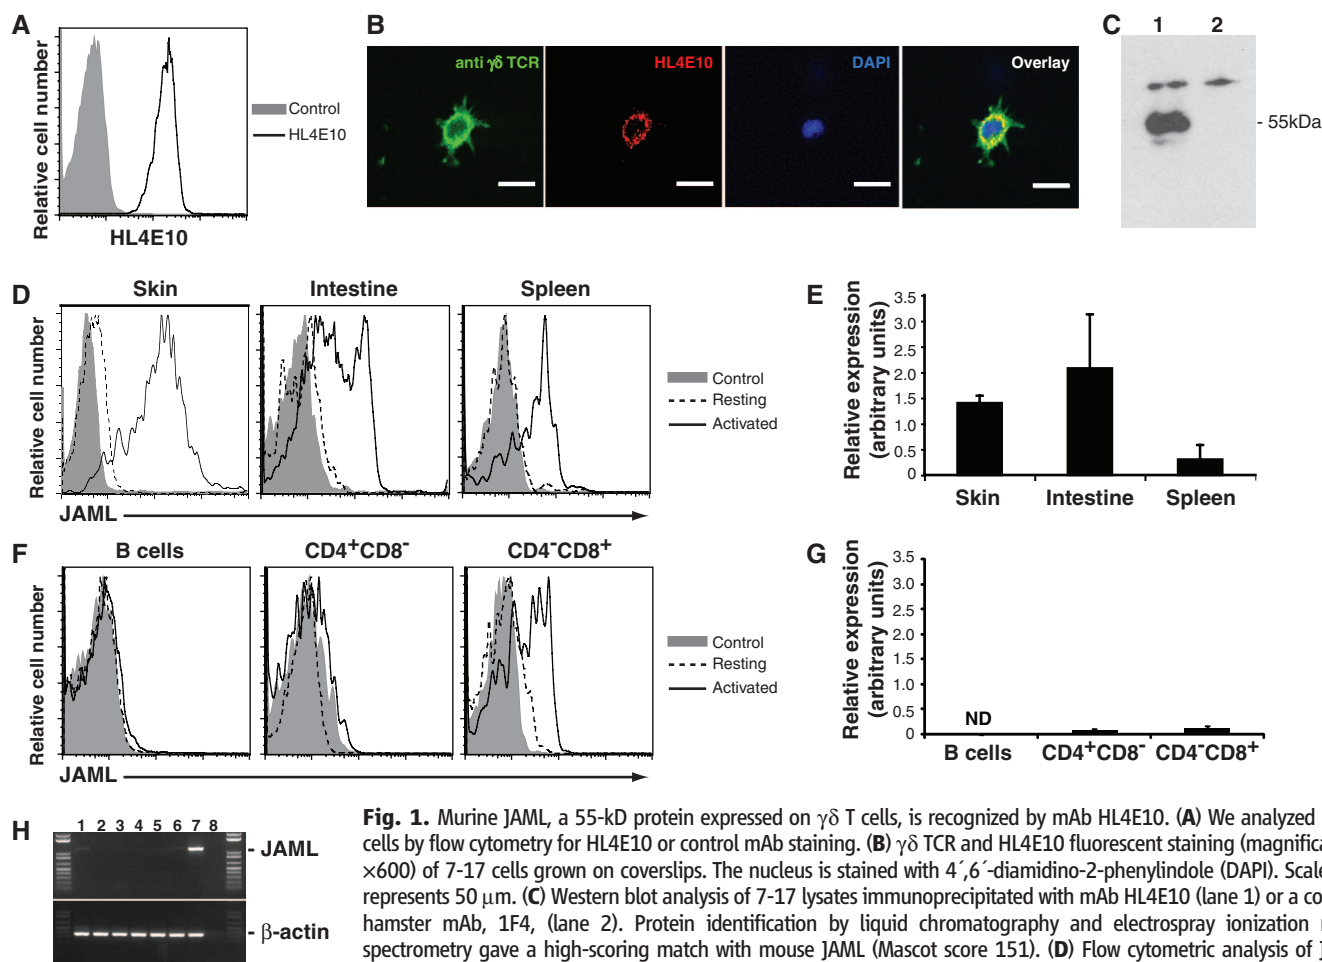 A
Relative cell number
HL4E10
Control
HL4E10
B
anti γδ TCR
HL4E10
DAPI
Overlay
C
1 2
- 55kDa
D
Skin
Intestine
Spleen
Relative cell number
JAML
Control
Resting
Activated
E
Relative expression
(arbitrary units)
3.5
3.0
2.5
2.0
1.5
1.0
0.5
0
Skin
Intestine
Spleen
F
B cells
CD4+CD8-
CD4-CD8+
Relative cell number
JAML
Control
Resting
Activated
G
Relative expression
(arbitrary units)
3.5
3.0
2.5
2.0
1.5
1.0
0.5
0
ND
B cells
CD4+CD8-
CD4-CD8+
H
1 2 3 4 5 6 7 8
- JAML
- β-actin
Fig. 1. Murine JAML, a 55-kD protein expressed on γδ T cells, is recognized by mAb HL4E10. (A) We analyzed
cells by flow cytometry for HL4E10 or control mAb staining. (B) γδ TCR and HL4E10 fluorescent staining (magnifica
×600) of 7-17 cells grown on coverslips. The nucleus is stained with 4´,6´-diamidino-2-phenylindole (DAPI). Scale
represents 50 μm. (C) Western blot analysis of 7-17 lysates immunoprecipitated with mAb HL4E10 (lane 1) or a co
hamster mAb, 1F4, (lane 2). Protein identification by liquid chromatography and electrospray ionization
spectrometry gave a high-scoring match with mouse JAML (Mascot score 151). (D) Flow cytometric analysis of